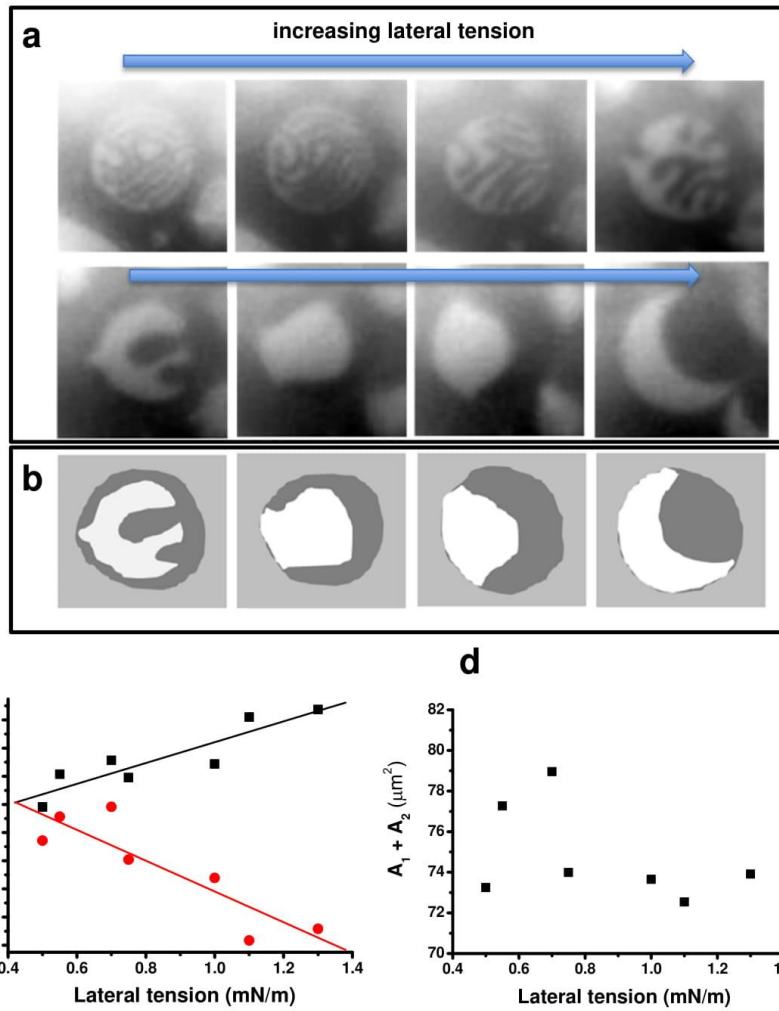 a
increasing lateral tension
b
d
82
80
78
76
74
72
70
A1 + A2 (μm2)
0.4 0.6 0.8 1.0 1.2 1.4
Lateral tension (mN/m)
0.4 0.6 0.8 1.0 1.2
Lateral tension (mN/m)